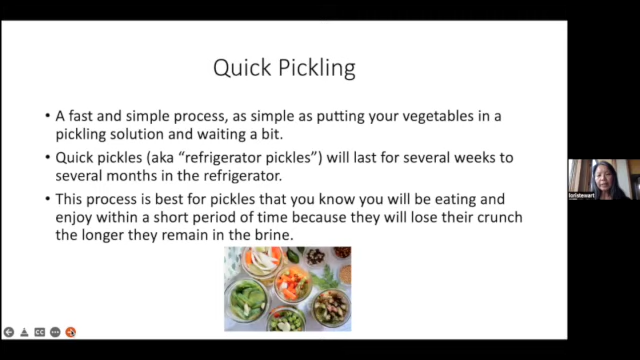 Quick Pickling
• A fast and simple process, as simple as putting your vegetables in a
pickling solution and waiting a bit.
• Quick pickles (aka “refrigerator pickles”) will last for several weeks to
several months in the refrigerator.
• This process is best for pickles that you know you will be eating and
enjoy within a short period of time because they will lose their crunch
the longer they remain in the brine.
loristewart
CC